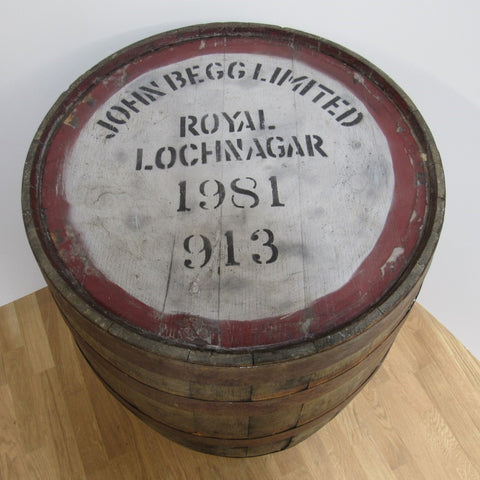 JOHN BEGG LIMITED
ROYAL
LOCHNAGAR
1981
913